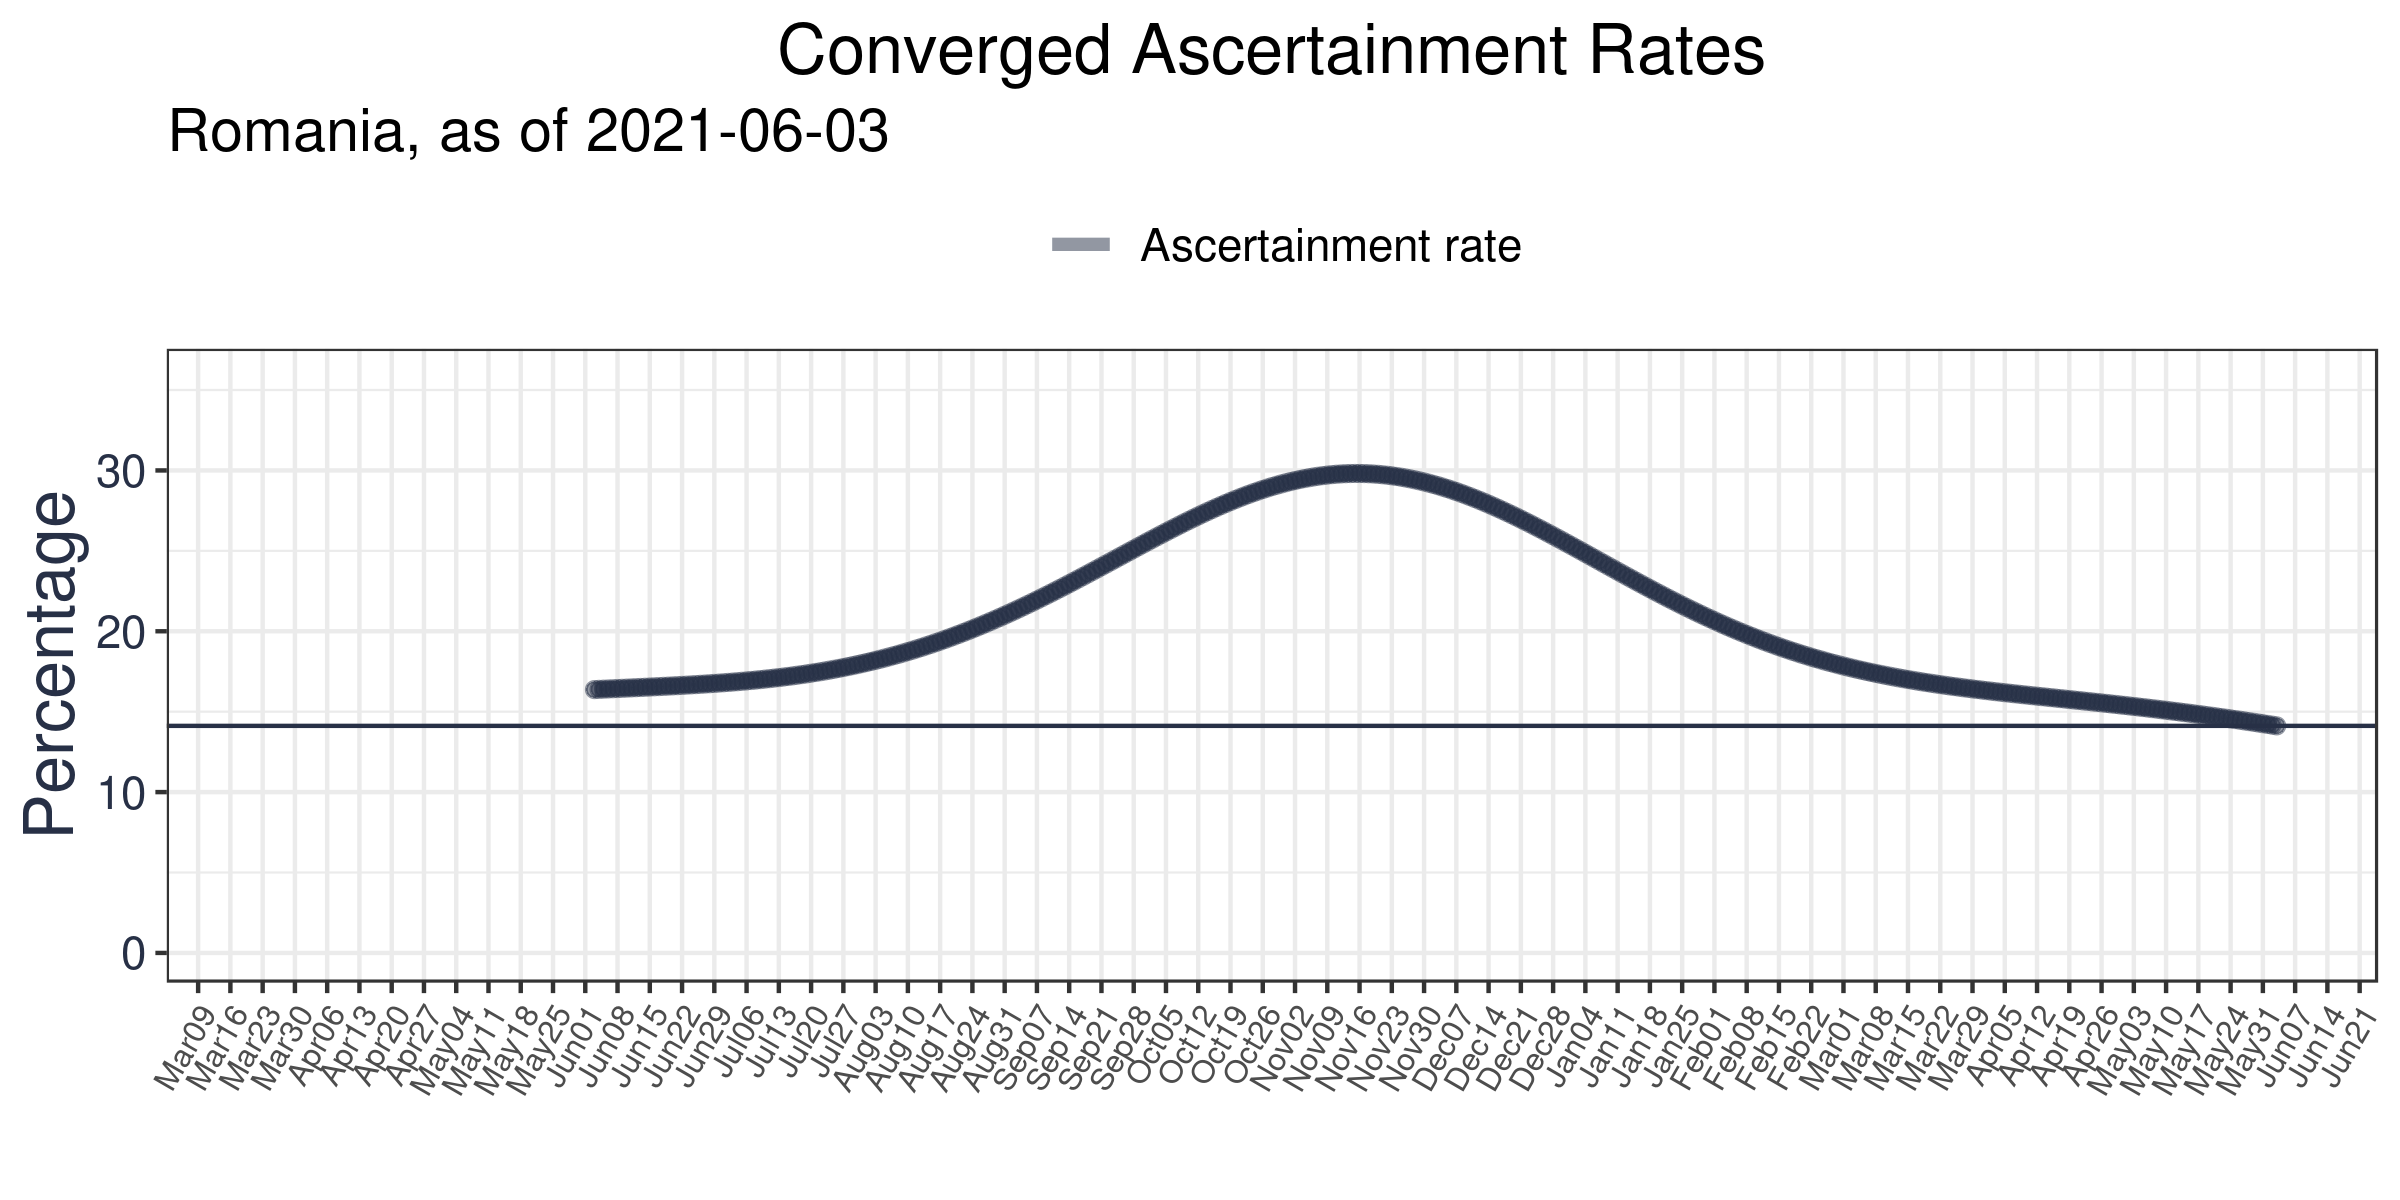 Converged Ascertainment Rates
Romania, as of 2021-06-03
Ascertainment rate
Percentage
30
20
10
0
Mar09 Mar16 Mar23 Mar30 Apr06 Apr13 Apr20 Apr27 May04 May11 May18 May25 Jun01 Jun08 Jun15 Jun22 Jun29 Jul06 Jul13 Jul20 Jul27 Aug03 Aug10 Aug17 Aug24 Aug31 Sep07 Sep14 Sep21 Sep28 Oct05 Oct12 Oct19 Oct26 Nov02 Nov09 Nov16 Nov23 Nov30 Dec07 Dec14 Dec21 Dec28 Jan04 Jan11 Jan18 Jan25 Feb01 Feb08 Feb15 Feb22 Mar01 Mar08 Mar15 Mar22 Mar29 Apr05 Apr12 Apr19 Apr26 May03 May10 May17 May24 May31 Jun07 Jun14 Jun21